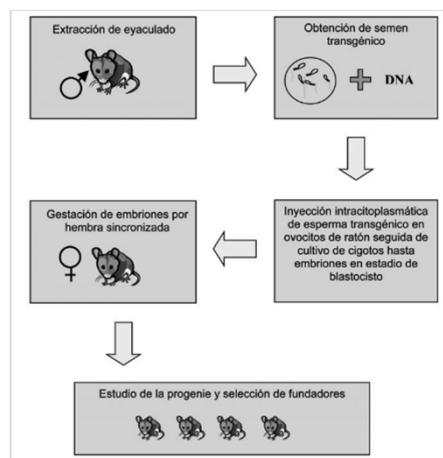 Extracción de eyaculado
Obtención de semen
transgénico
DNA
Gestación de embriones por
hembra sincronizada
Inyección intracitoplasmática
de esperma transgénico en
ovocitos de ratón seguida de
cultivo de cigotos hasta
embriones en estadio de
blastocisto
Estudio de la progenie y selección de fundadores